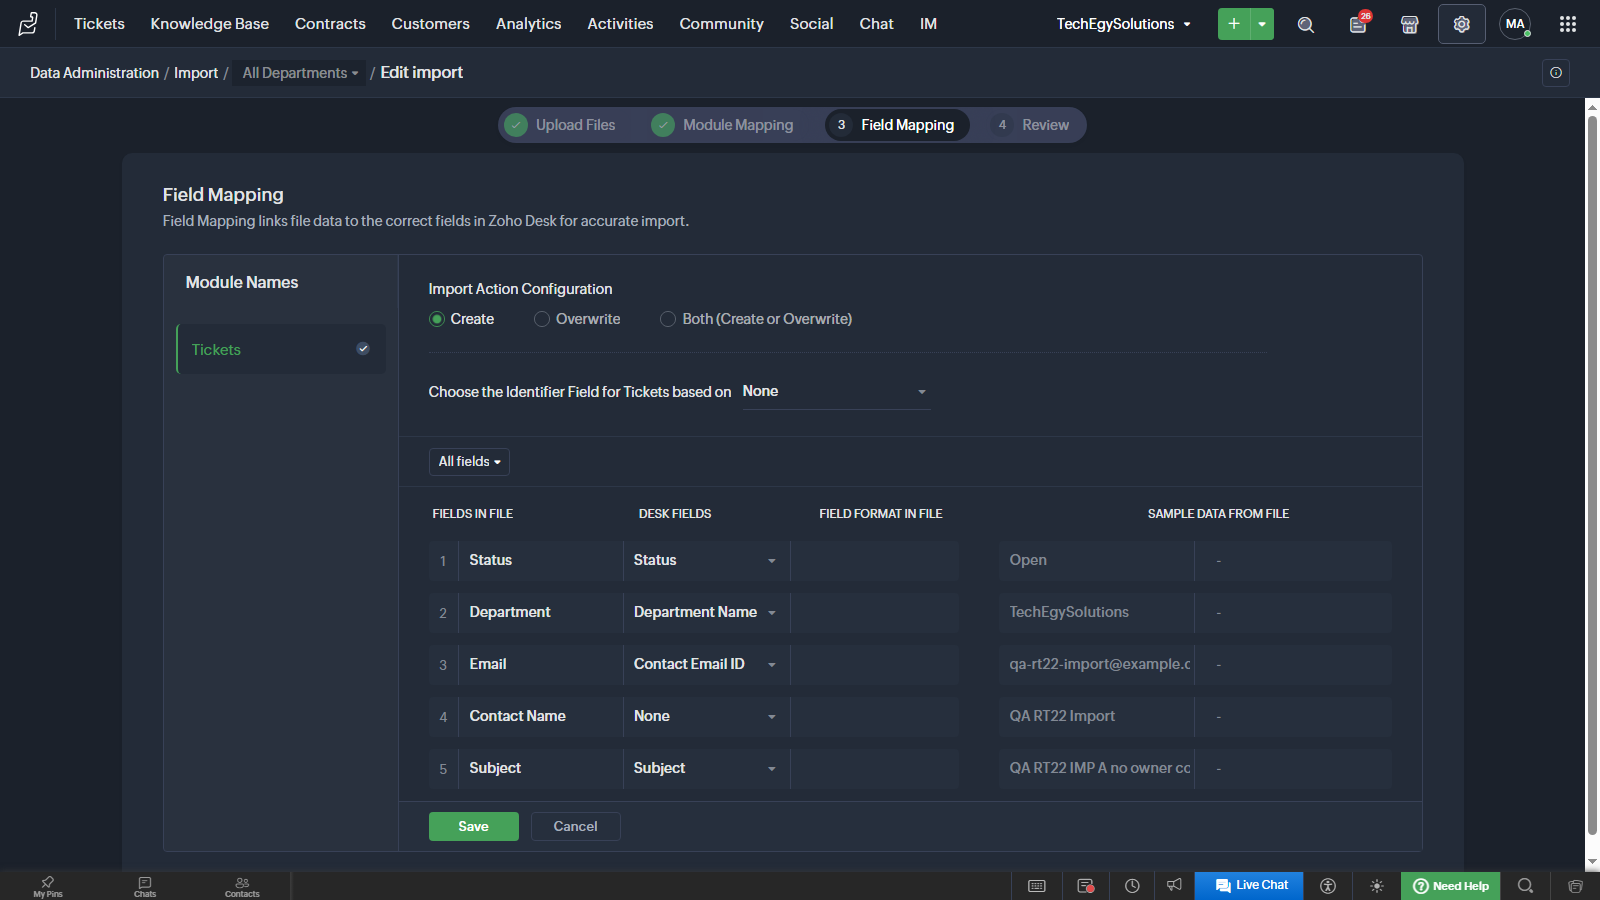 Tickets Knowledge Base Contracts Customers Analytics Activities Community Social Chat IM TechEgySolutions 26 MA
Data Administration / Import / All Departments / Edit import
Upload Files Module Mapping 3 Field Mapping 4 Review
Field Mapping
Field Mapping links file data to the correct fields in Zoho Desk for accurate import.
Module Names
Tickets
Import Action Configuration
Create Overwrite Both (Create or Overwrite)
Choose the Identifier Field for Tickets based on None
All fields
FIELDS IN FILE DESK FIELDS FIELD FORMAT IN FILE SAMPLE DATA FROM FILE
1 Status Status Open -
2 Department Department Name TechEgySolutions -
3 Email Contact Email ID qa-rt22-import@example.c -
4 Contact Name None QA RT22 Import -
5 Subject Subject QA RT22 IMP A no owner cc -
Save Cancel
My Pins Chats Contacts Live Chat Need Help